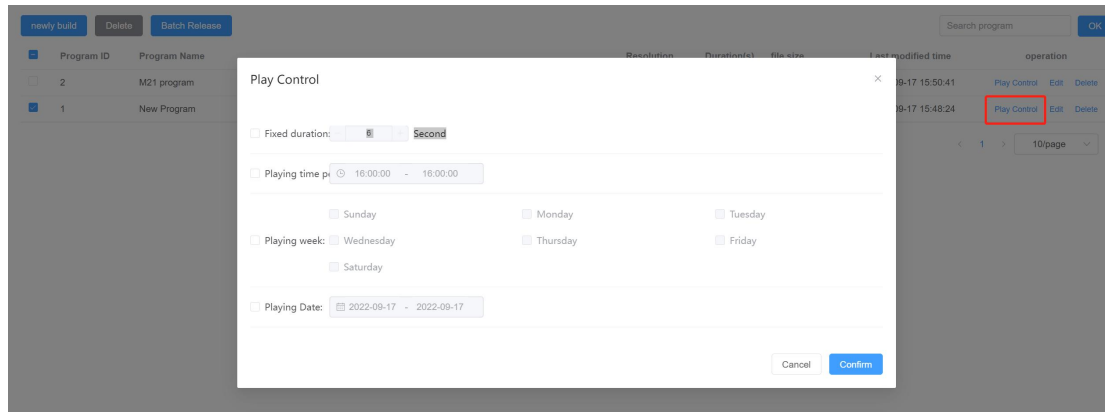 newly build Delete Batch Release Search program OK
Program ID Program Name Resolution Duration(s) file size Last modified time operation
Play Control ×
2 M21 program 09-17 15:50:41 Play Control Edit Delete
1 New Program 09-17 15:48:24 Play Control Edit Delete
Fixed duration: 6 Second
< 1 > 10/page
Playing time pe 16:00:00 - 16:00:00
Sunday Monday Tuesday
Playing week: Wednesday Thursday Friday
Saturday
Playing Date: 2022-09-17 - 2022-09-17
Cancel Confirm